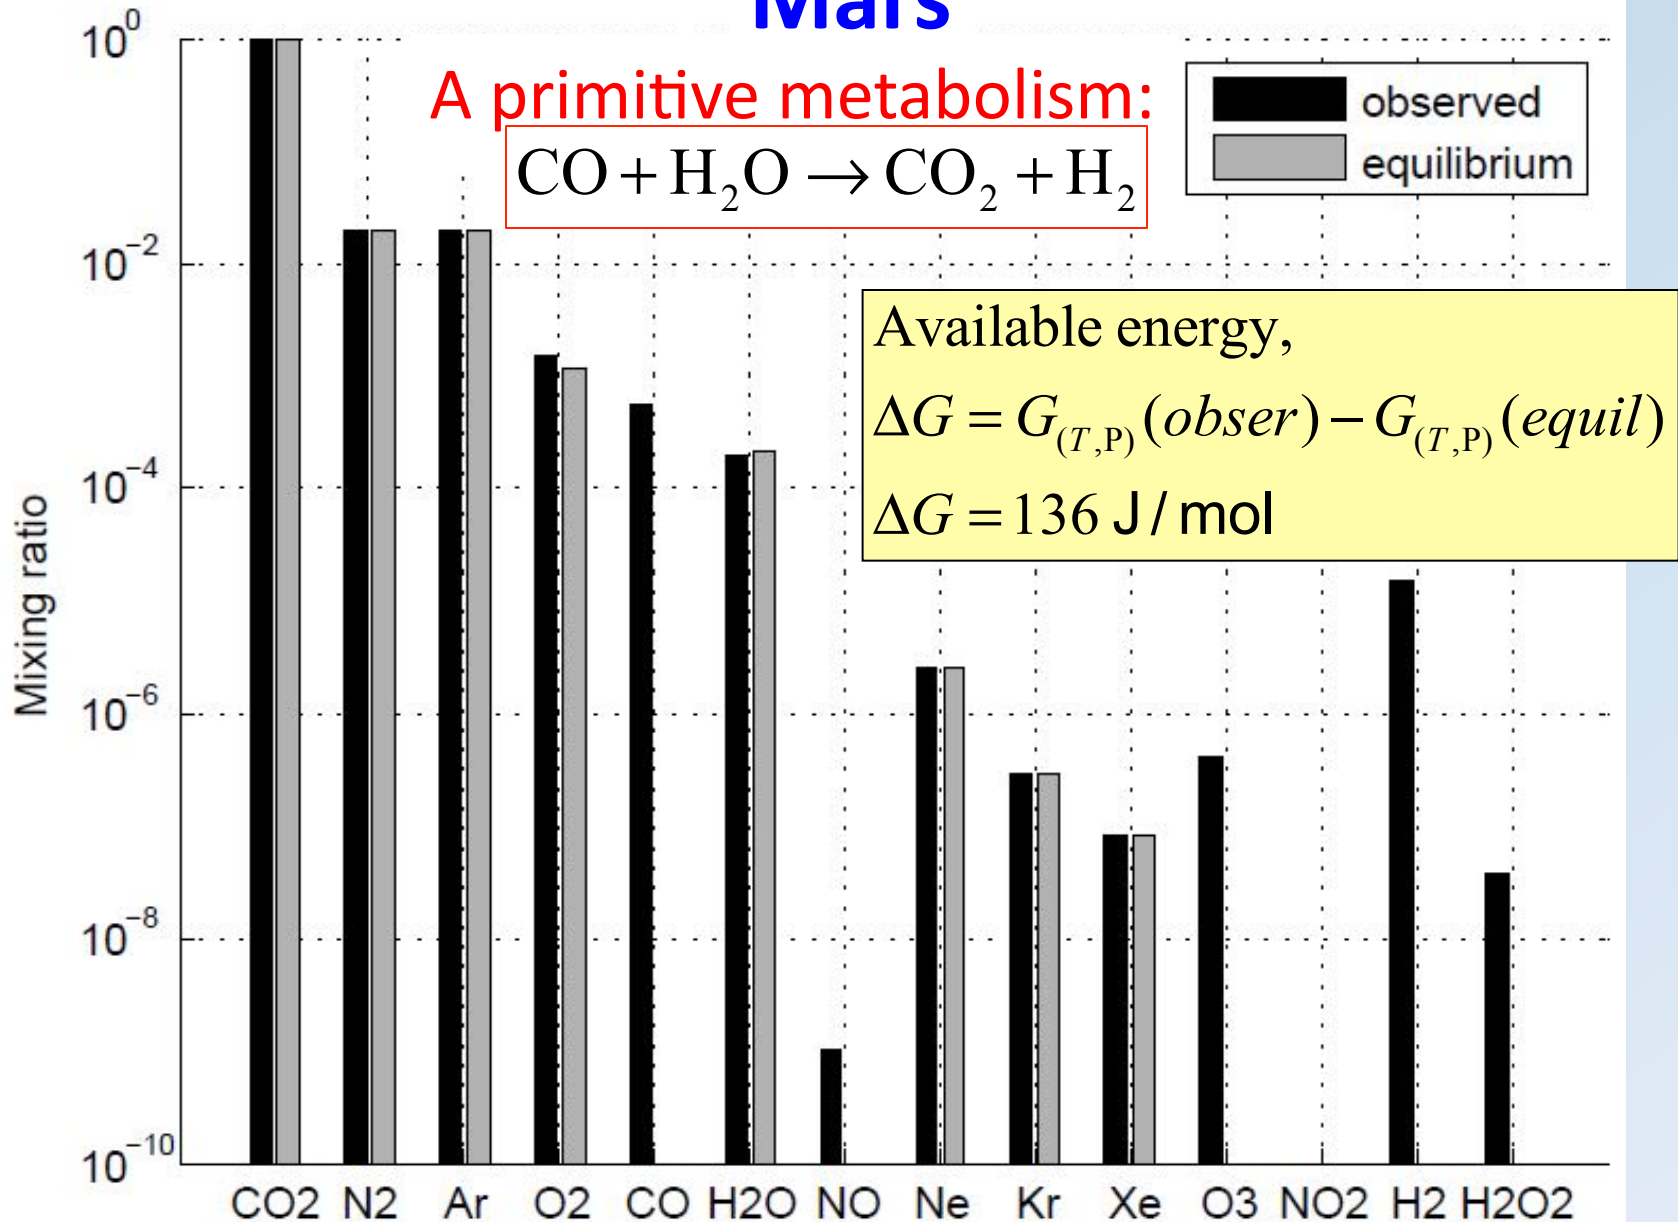 Mars
A primitive metabolism:
CO + H₂O → CO₂ + H₂
observed
equilibrium
Available energy,
ΔG = G₍T,P₎(obser) − G₍T,P₎(equil)
ΔG = 136 J / mol
Mixing ratio
10⁰
10⁻²
10⁻⁴
10⁻⁶
10⁻⁸
10⁻¹⁰
CO2 N2 Ar O2 CO H2O NO Ne Kr Xe O3 NO2 H2 H2O2